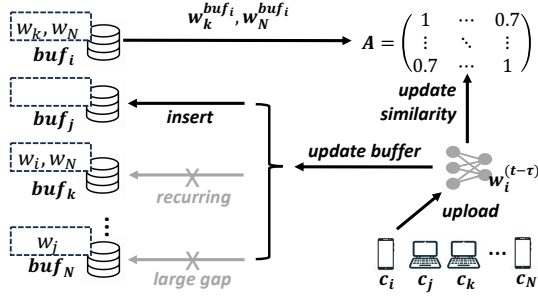 w_k, w_N
buf_i
w_k^{buf_i}, w_N^{buf_i}
A = (1 ⋯ 0.7
⋮ ⋱ ⋮
0.7 ⋯ 1)
buf_j
insert
update
similarity
w_i, w_N
buf_k
recurring
update buffer
w_i^{(t−τ)}
upload
⋮
w_j
buf_N
large gap
c_i c_j c_k ⋯ c_N